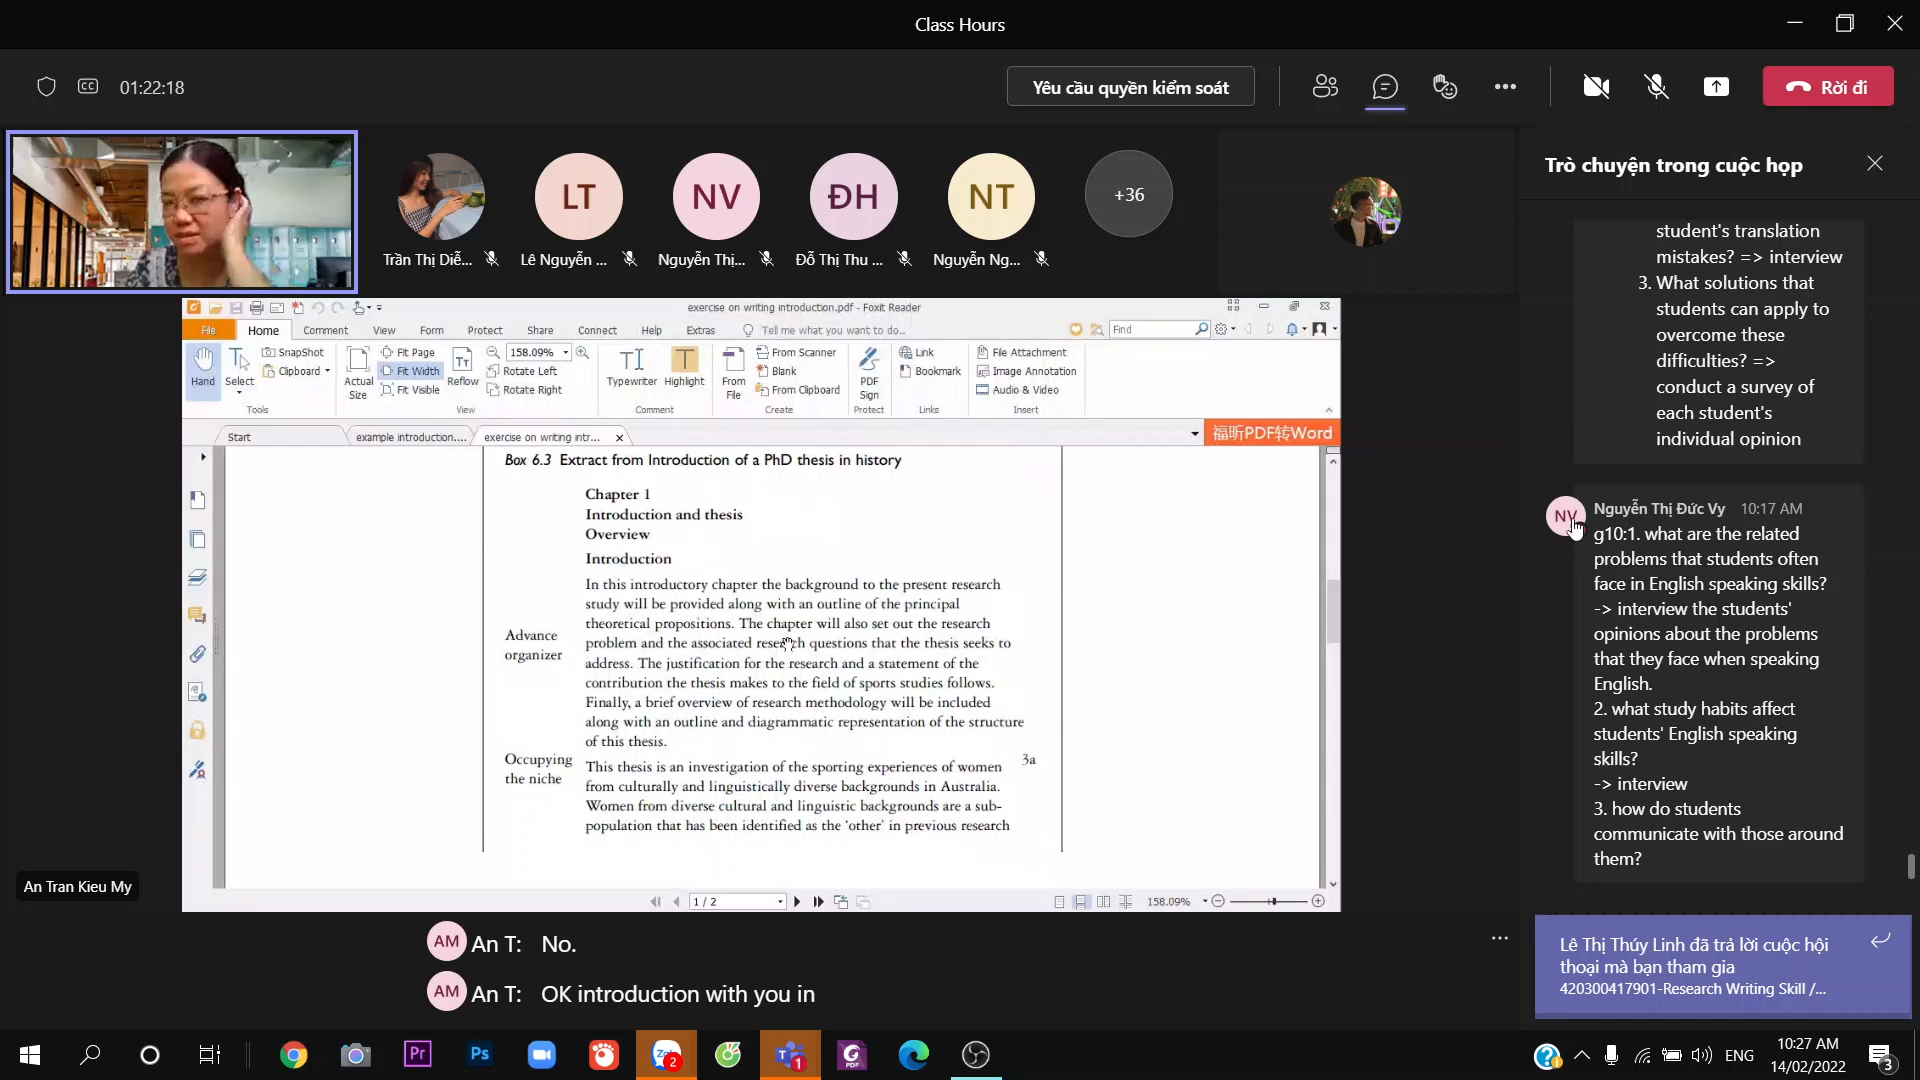 Class Hours
CC
01:22:18
Yêu cầu quyền kiểm soát
Rời đi
LT
NV
ĐH
NT
+36
Trần Thị Diễ...
Lê Nguyễn ...
Nguyễn Thị...
Đỗ Thị Thu ...
Nguyễn Ng...
exercise on writing introduction.pdf - Foxit Reader
File
Home
Comment
View
Form
Protect
Share
Connect
Help
Extras
Tell me what you want to do..
Find
Hand
Select
SnapShot
Clipboard
Tools
Actual
Size
Fit Page
Fit Width
Fit Visible
Reflow
158.09%
Rotate Left
Rotate Right
View
Typewriter
Highlight
Comment
From
File
From Scanner
Blank
From Clipboard
Create
PDF
Sign
Protect
Link
Bookmark
Links
File Attachment
Image Annotation
Audio & Video
Insert
Start
example introduction....
exercise on writing intr...
福昕PDF转Word
Box 6.3 Extract from Introduction of a PhD thesis in history
Chapter 1
Introduction and thesis
Overview
Introduction
Advance
organizer
In this introductory chapter the background to the present research
study will be provided along with an outline of the principal
theoretical propositions. The chapter will also set out the research
problem and the associated research questions that the thesis seeks to
address. The justification for the research and a statement of the
contribution the thesis makes to the field of sports studies follows.
Finally, a brief overview of research methodology will be included
along with an outline and diagrammatic representation of the structure
of this thesis.
Occupying
the niche
This thesis is an investigation of the sporting experiences of women
3a
from culturally and linguistically diverse backgrounds in Australia.
Women from diverse cultural and linguistic backgrounds are a sub-
population that has been identified as the 'other' in previous research
1 / 2
158.09%
An Tran Kieu My
AM An T: No.
AM An T: OK introduction with you in
Trò chuyện trong cuộc họp
student's translation
mistakes? => interview
3. What solutions that
students can apply to
overcome these
difficulties? =>
conduct a survey of
each student's
individual opinion
NV
Nguyễn Thị Đức Vy 10:17 AM
g10:1. what are the related
problems that students often
face in English speaking skills?
-> interview the students'
opinions about the problems
that they face when speaking
English.
2. what study habits affect
students' English speaking
skills?
-> interview
3. how do students
communicate with those around
them?
Lê Thị Thúy Linh đã trả lời cuộc hội
thoại mà bạn tham gia
420300417901-Research Writing Skill /...
Pr
Ps
2
1
PDF
ENG
10:27 AM
14/02/2022
3